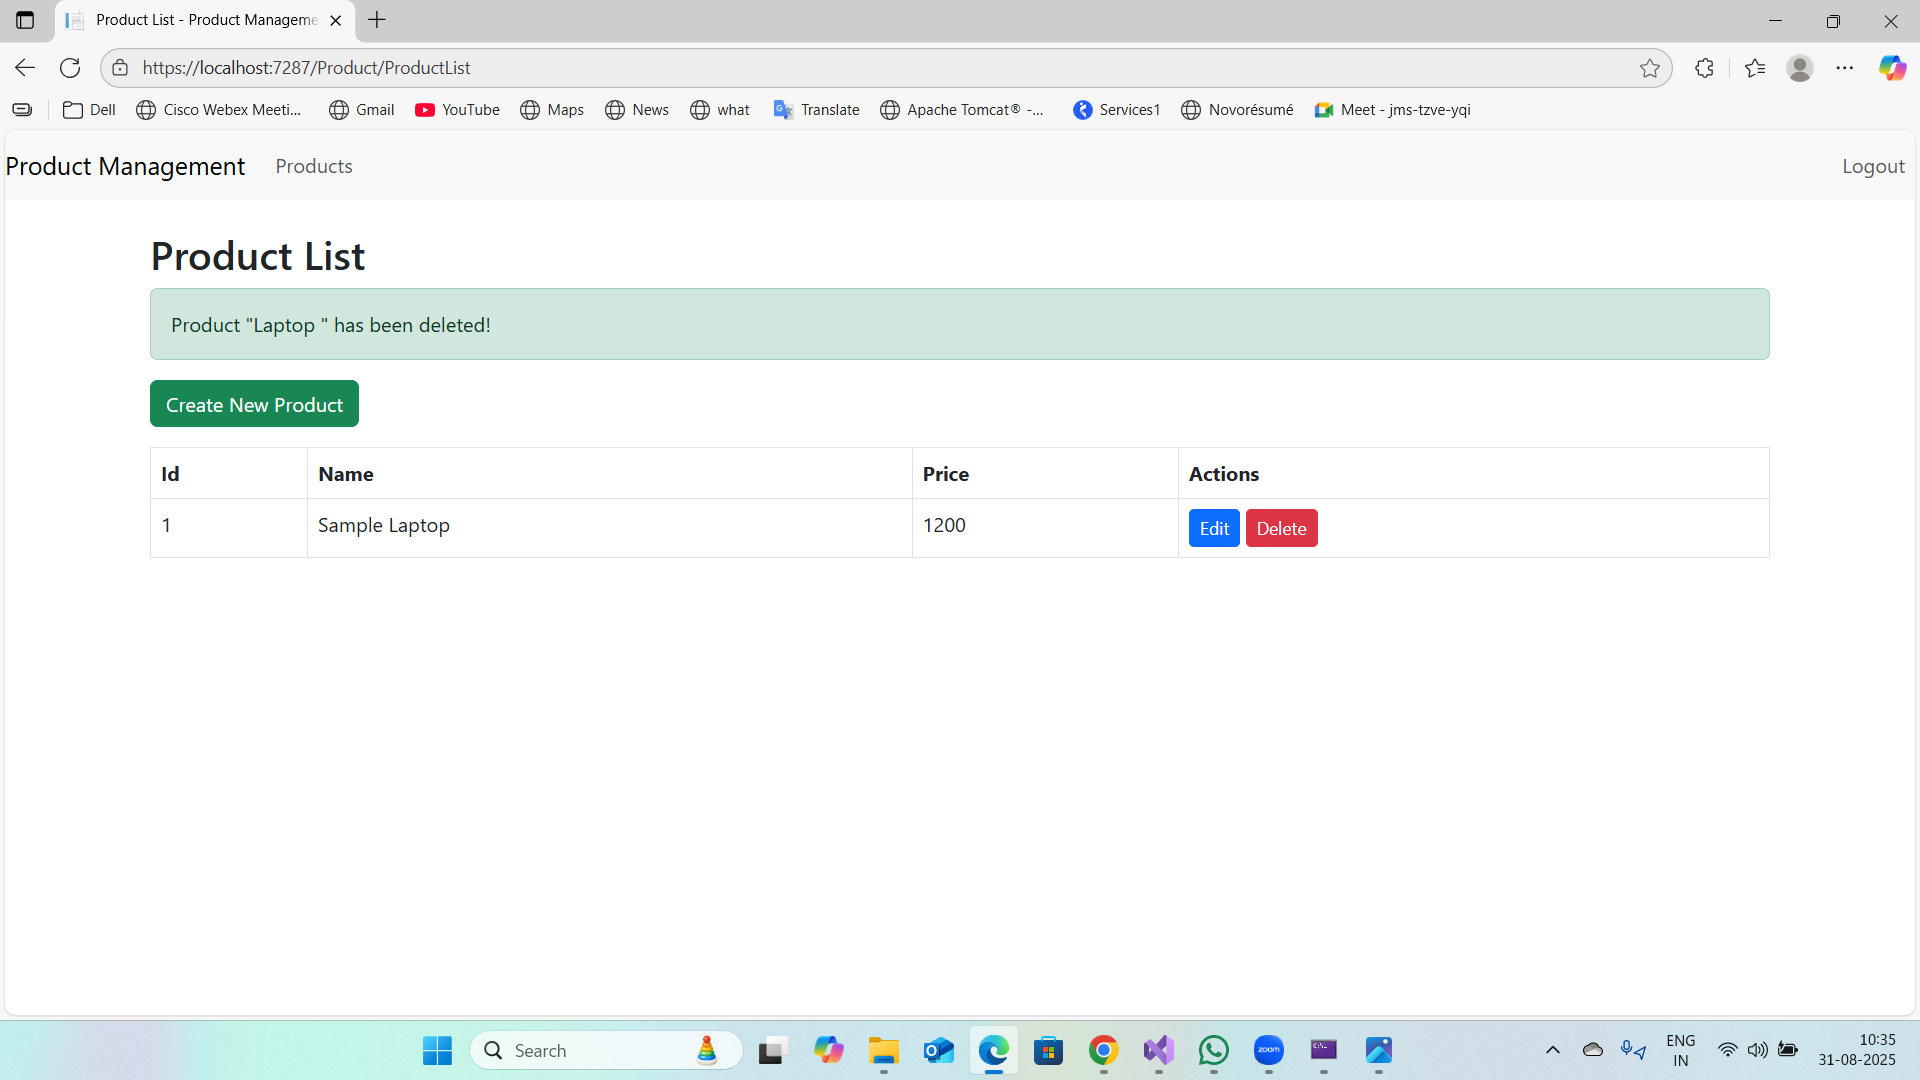 Product List - Product Manageme
https://localhost:7287/Product/ProductList
Dell
Cisco Webex Meeti...
Gmail
YouTube
Maps
News
what
Translate
Apache Tomcat® -...
Services1
Novorésumé
Meet - jms-tzve-yqi
Product Management
Products
Logout
Product List
Product "Laptop " has been deleted!
Create New Product
Id Name Price Actions
1 Sample Laptop 1200 Edit Delete
Search
zoom
ENG
IN
10:35
31-08-2025